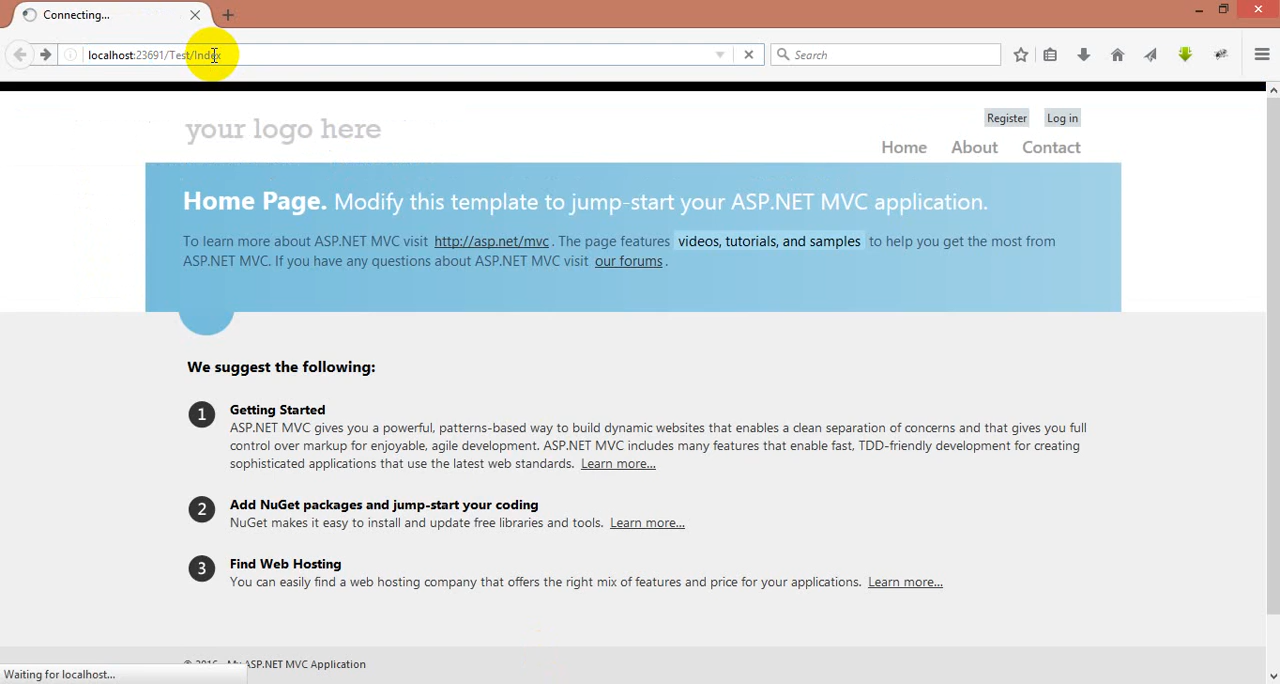 Connecting...
localhost:23691/Test/Index
Search
your logo here
Register
Log in
Home
About
Contact
Home Page. Modify this template to jump-start your ASP.NET MVC application.
To learn more about ASP.NET MVC visit http://asp.net/mvc. The page features videos, tutorials, and samples to help you get the most from
ASP.NET MVC. If you have any questions about ASP.NET MVC visit our forums.
We suggest the following:
1
Getting Started
ASP.NET MVC gives you a powerful, patterns-based way to build dynamic websites that enables a clean separation of concerns and that gives you full
control over markup for enjoyable, agile development. ASP.NET MVC includes many features that enable fast, TDD-friendly development for creating
sophisticated applications that use the latest web standards. Learn more...
2
Add NuGet packages and jump-start your coding
NuGet makes it easy to install and update free libraries and tools. Learn more...
3
Find Web Hosting
You can easily find a web hosting company that offers the right mix of features and price for your applications. Learn more...
© 2016 - My ASP.NET MVC Application
Waiting for localhost...